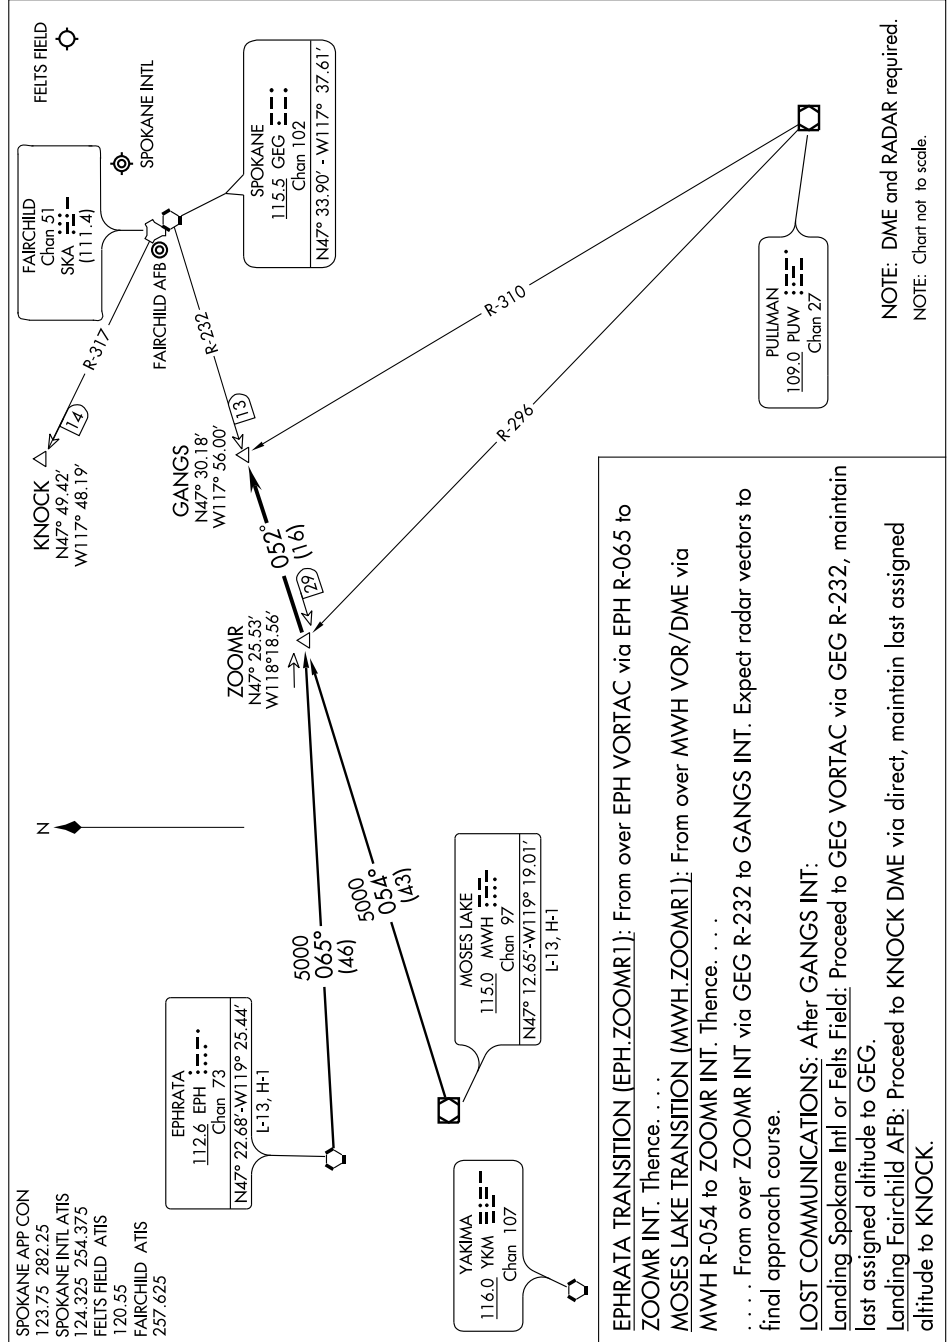 SPOKANE APP CON
123.75 282.25
SPOKANE INTL ATIS
124.325 254.375
FELTS FIELD ATIS
120.55
FAIRCHILD ATIS
257.625
N
KNOCK
N47° 49.42′
W117° 48.19′
14
R-317
FAIRCHILD
Chan 51
SKA
(111.4)
FELTS FIELD
SPOKANE INTL
FAIRCHILD AFB
SPOKANE
115.5 GEG
Chan 102
N47° 33.90′ - W117° 37.61′
R-232
13
GANGS
N47° 30.18′
W117° 56.00′
052°
(16)
29
ZOOMR
N47° 25.53′
W118°18.56′
EPHRATA
112.6 EPH
Chan 73
N47° 22.68′-W119° 25.44′
L-13, H-1
5000
065°
(46)
5000
054°
(43)
MOSES LAKE
115.0 MWH
Chan 97
N47° 12.65′-W119° 19.01′
L-13, H-1
YAKIMA
116.0 YKM
Chan 107
R-310
R-296
PULLMAN
109.0 PUW
Chan 27
NOTE: DME and RADAR required.
NOTE: Chart not to scale.
EPHRATA TRANSITION (EPH.ZOOMR1): From over EPH VORTAC via EPH R-065 to
ZOOMR INT. Thence. . . .
MOSES LAKE TRANSITION (MWH.ZOOMR1): From over MWH VOR/DME via
MWH R-054 to ZOOMR INT. Thence. . . .
. . . . From over ZOOMR INT via GEG R-232 to GANGS INT. Expect radar vectors to
final approach course.
LOST COMMUNICATIONS: After GANGS INT:
Landing Spokane Intl or Felts Field: Proceed to GEG VORTAC via GEG R-232, maintain
last assigned altitude to GEG.
Landing Fairchild AFB: Proceed to KNOCK DME via direct, maintain last assigned
altitude to KNOCK.